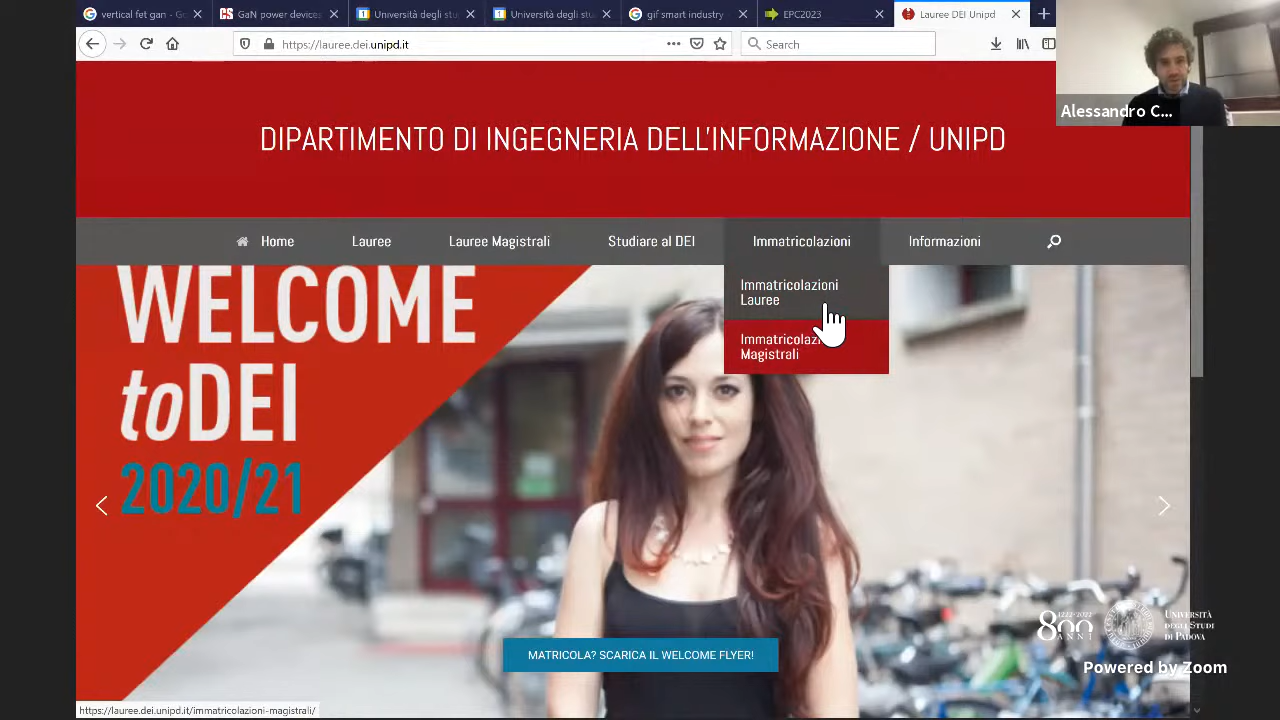 vertical fet gan - Go
GaN power devices
Università degli stu
Università degli stu
gif smart industry
EPC2023
Lauree DEI Unipd
https://lauree.dei.unipd.it
Search
Alessandro C...
DIPARTIMENTO DI INGEGNERIA DELL'INFORMAZIONE / UNIPD
Home
Lauree
Lauree Magistrali
Studiare al DEI
Immatricolazioni
Informazioni
Immatricolazioni
Lauree
Magistrali
WELCOME
toDEI
2020/21
MATRICOLA? SCARICA IL WELCOME FLYER!
1222-2022
800
ANNI
UNIVERSITÀ
DEGLI STUDI
DI PADOVA
Powered by Zoom
https://lauree.dei.unipd.it/immatricolazioni-magistrali/